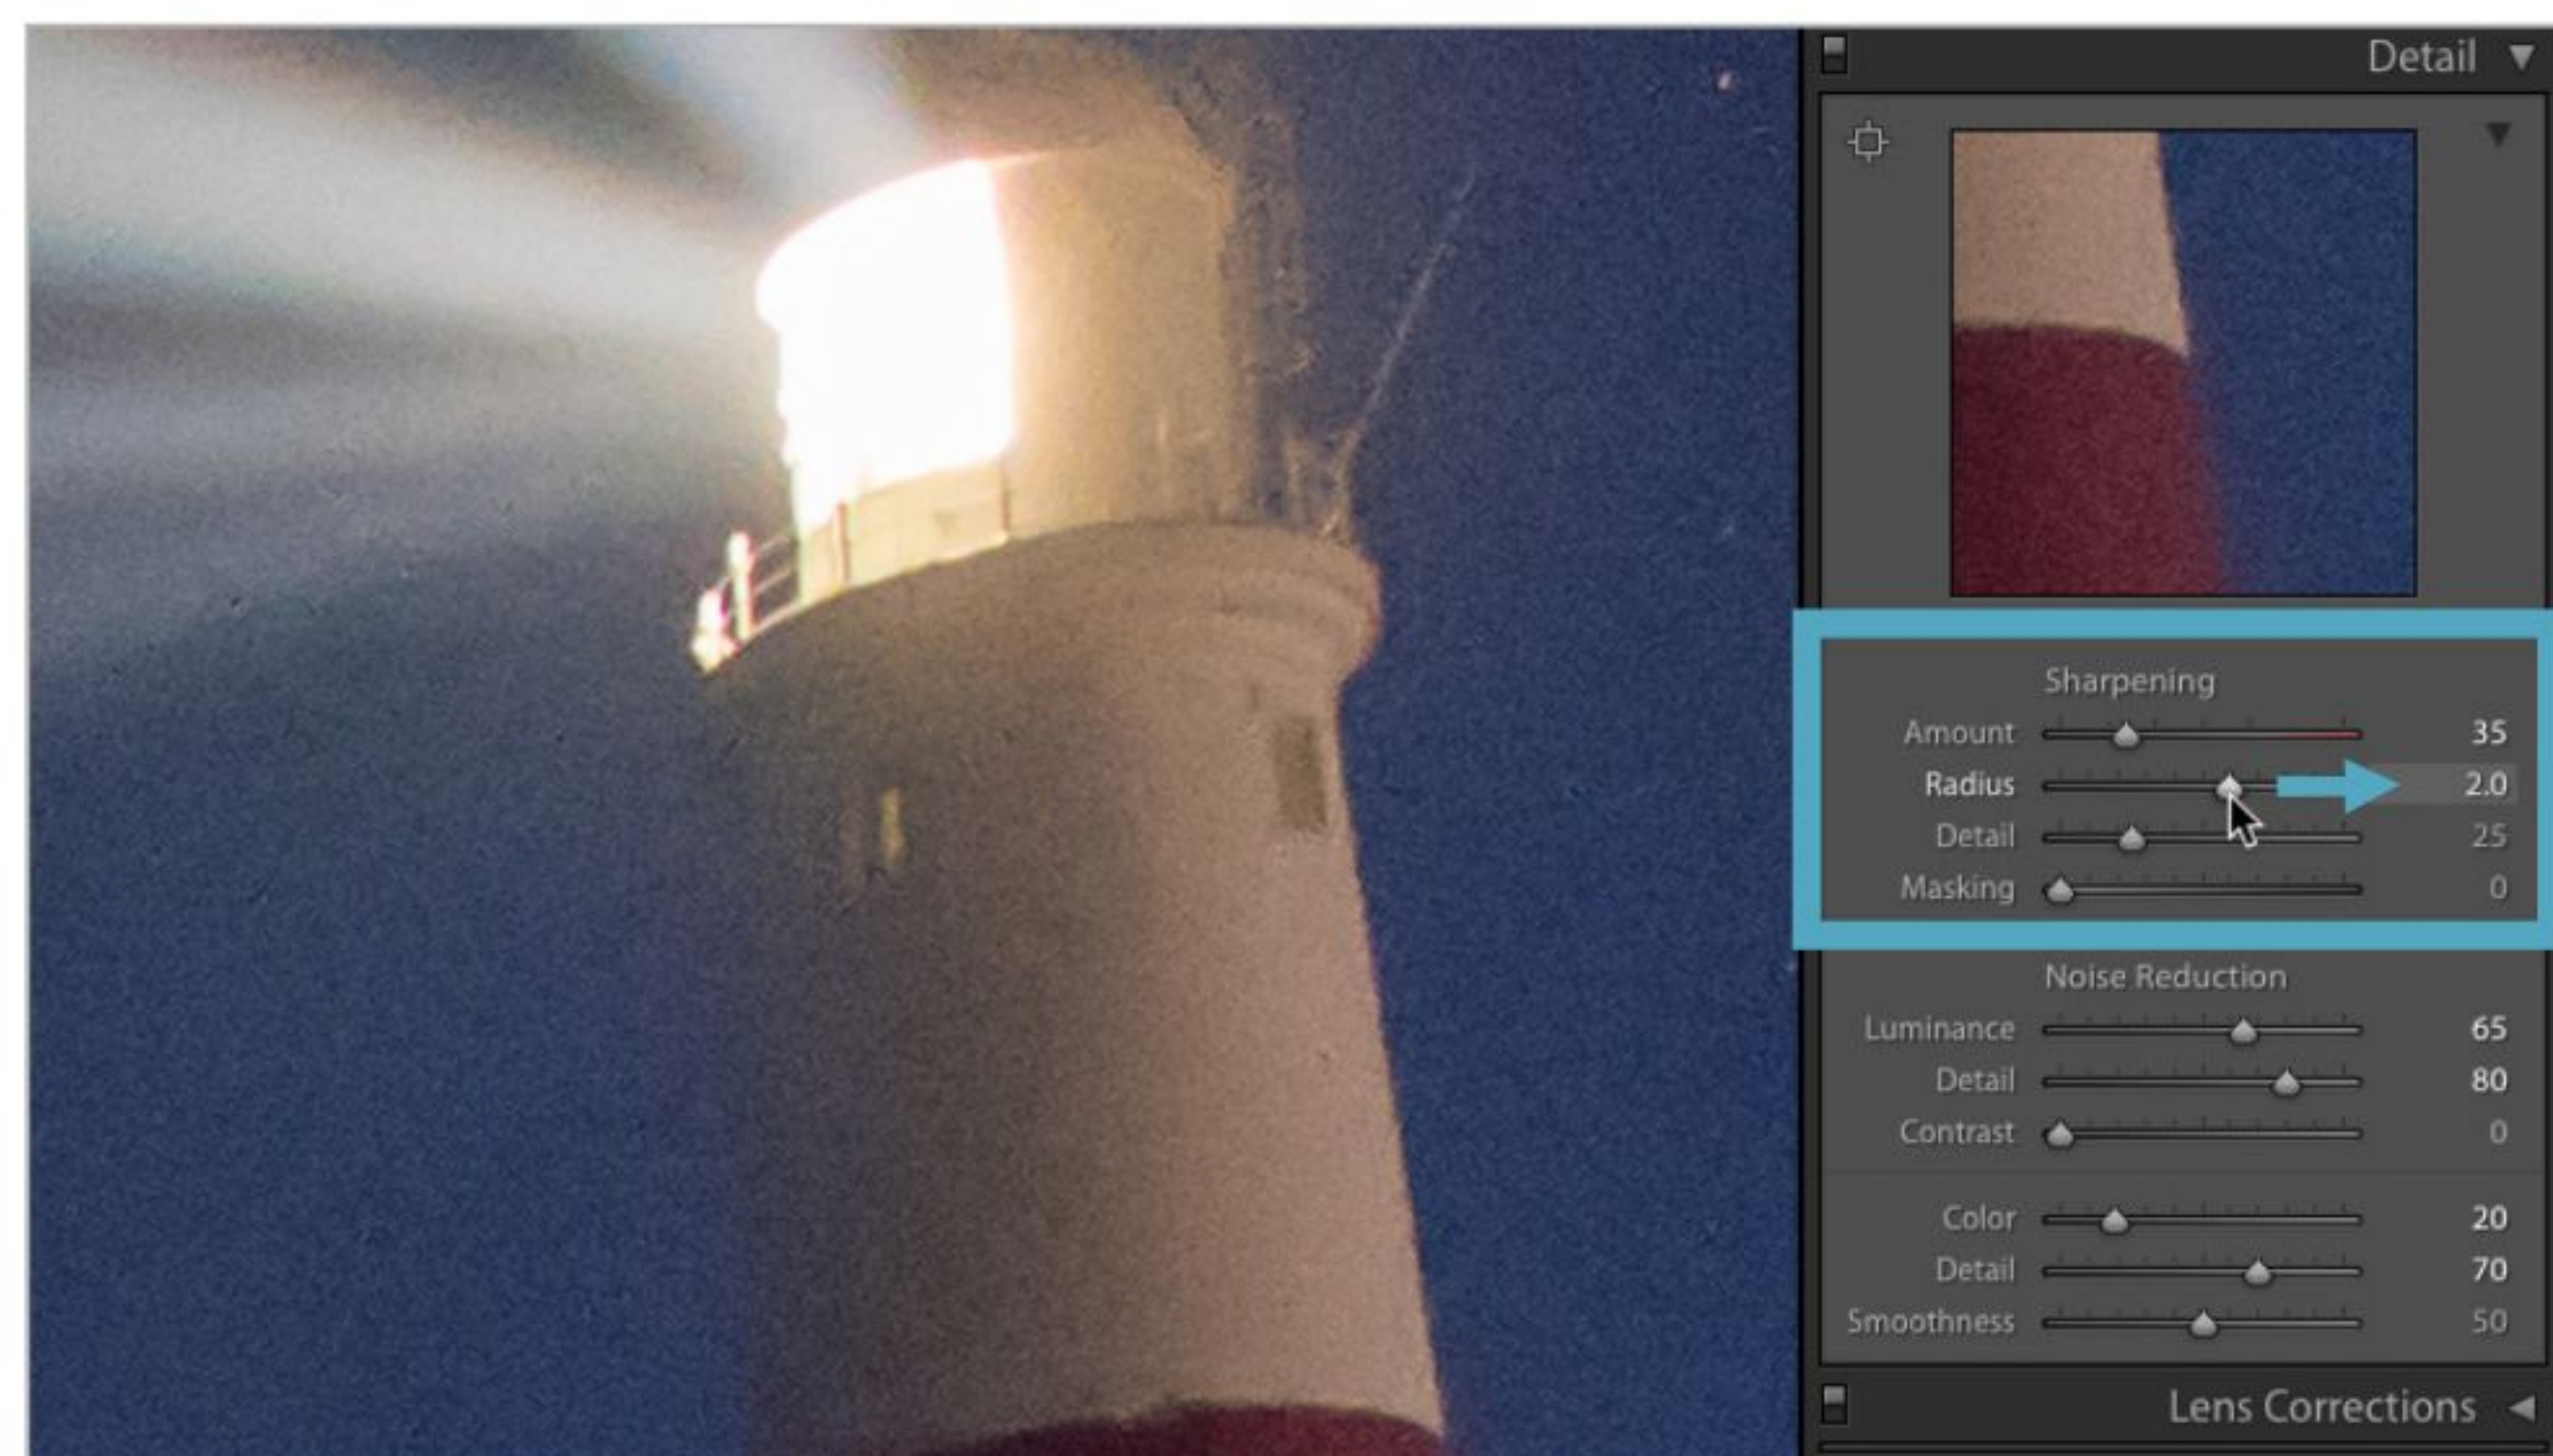 Detail
Sharpening
Amount 35
Radius 2.0
Detail 25
Masking 0
Noise Reduction
Luminance 65
Detail 80
Contrast 0
Color 20
Detail 70
Smoothness 50
Lens Corrections